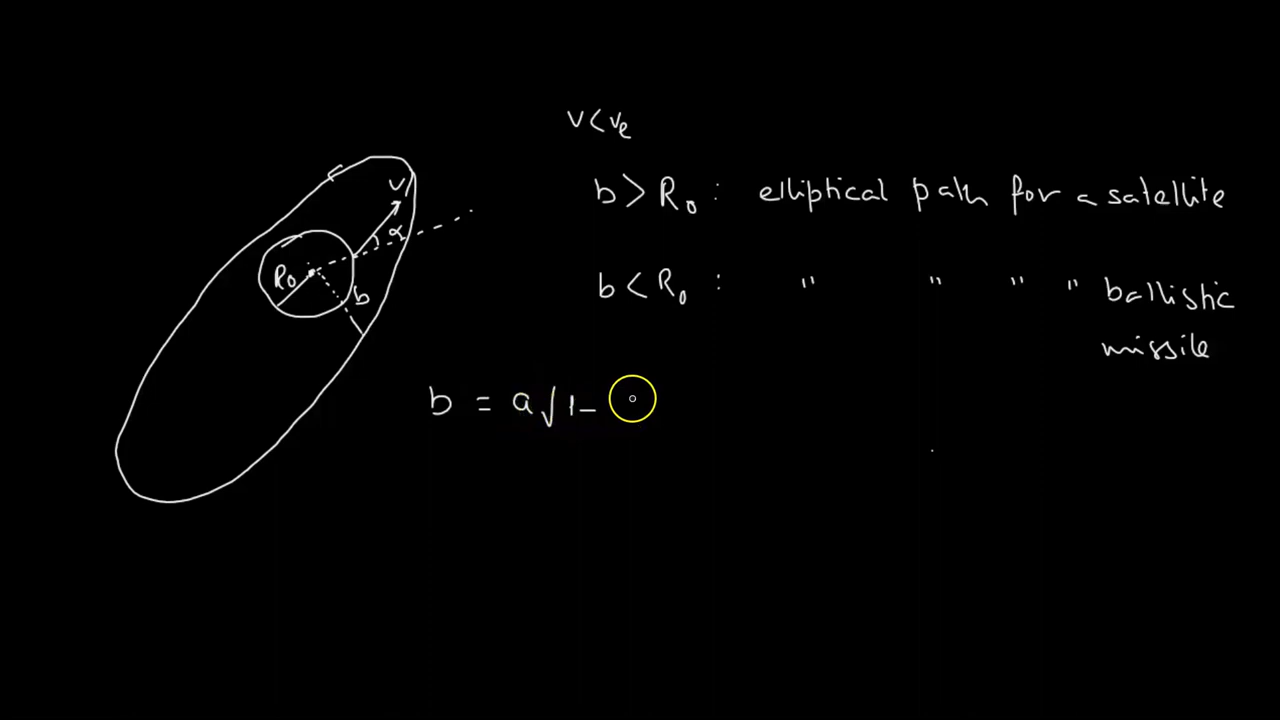 v<vₑ
v
b > R₀ : elliptical path for a satellite
α
R₀
b
b < R₀ : " " " " ballistic
missile
b = a√1-